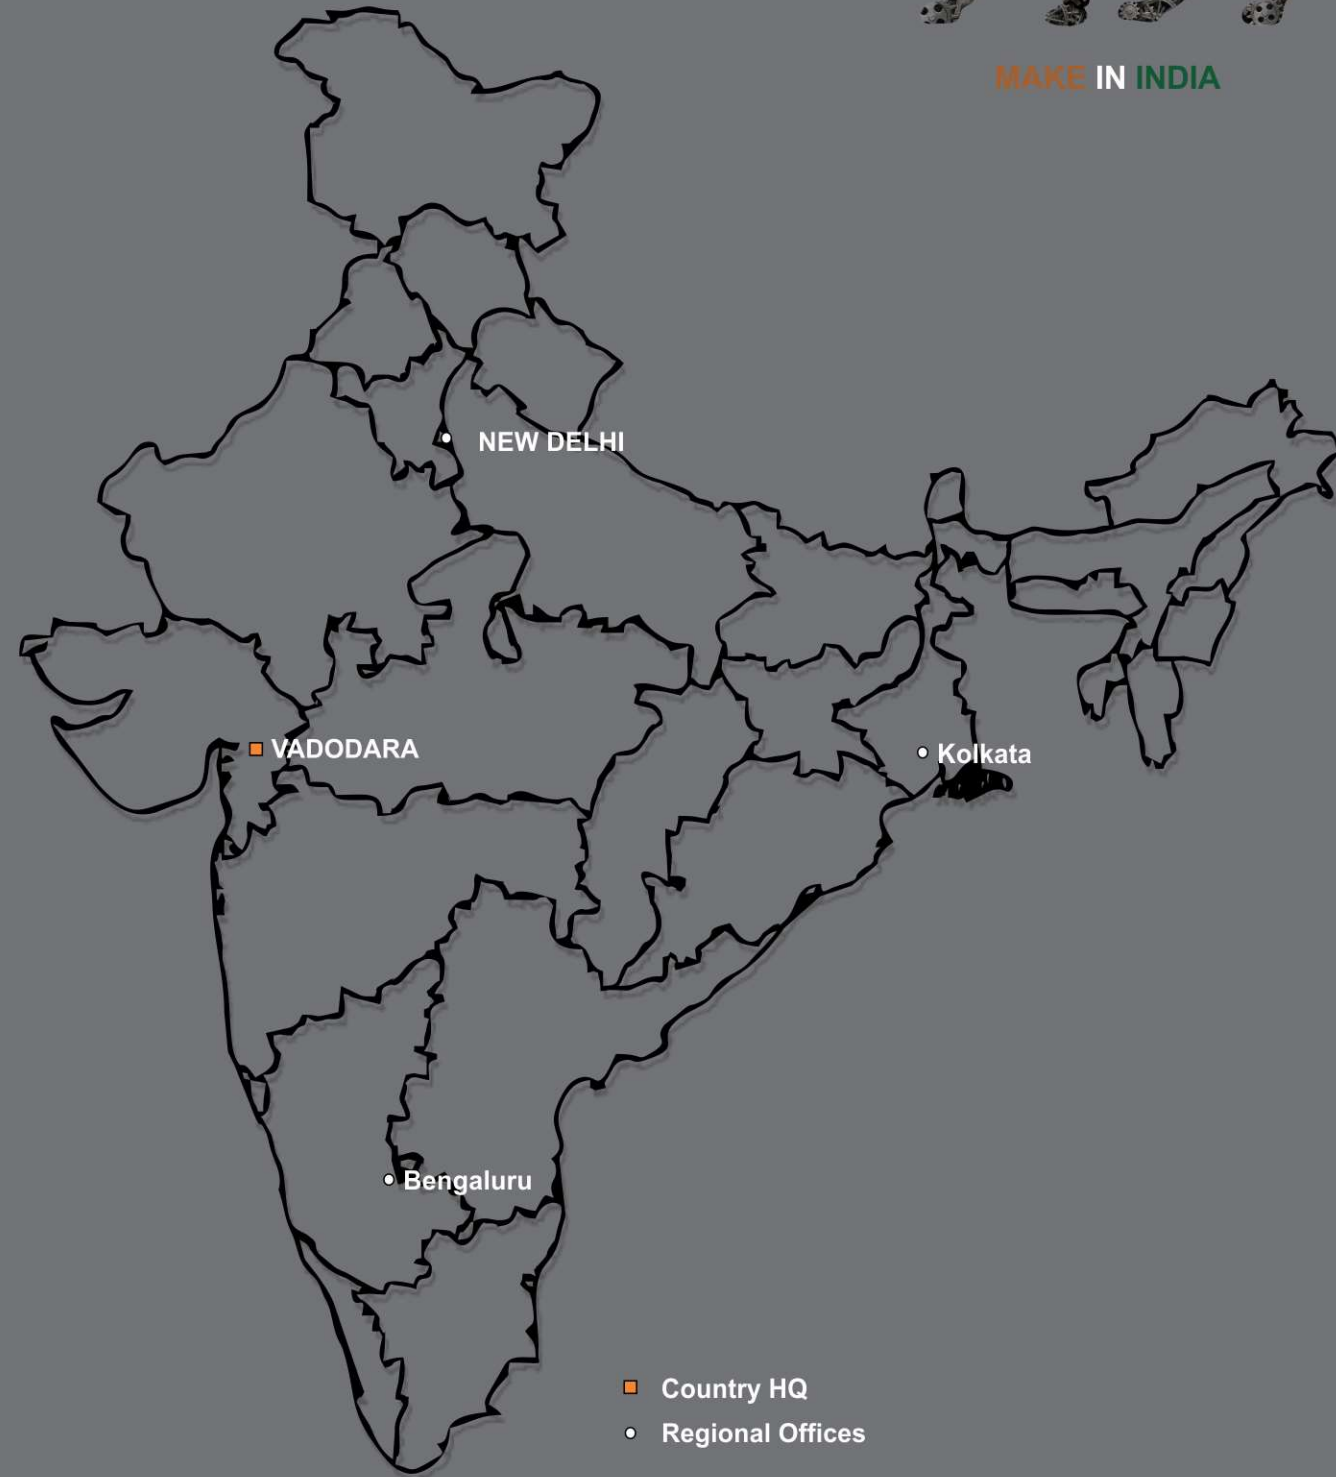 MAKE IN INDIA
NEW DELHI
VADODARA
Kolkata
Bengaluru
Country HQ
Regional Offices